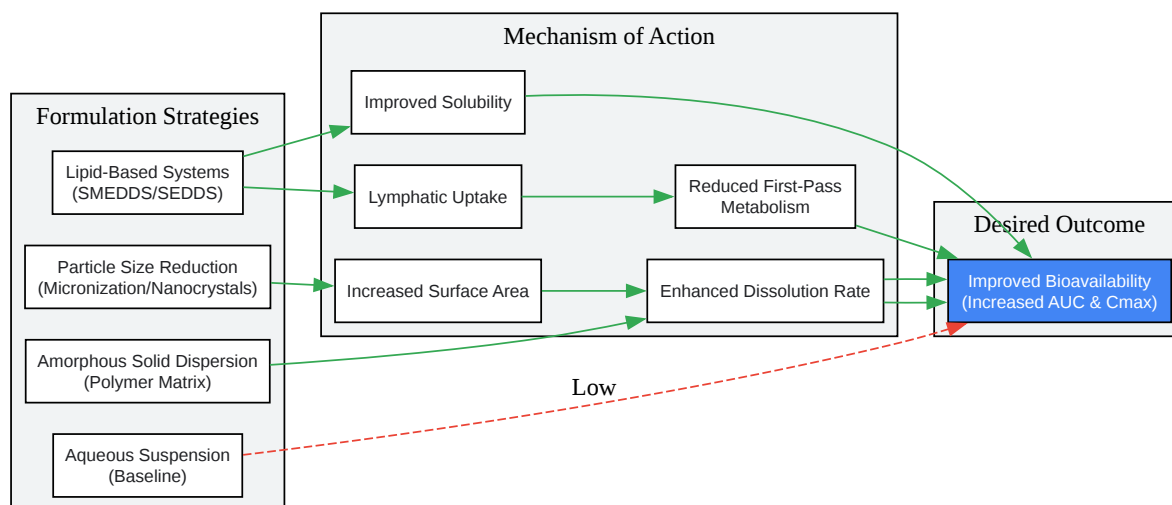 Formulation Strategies
Lipid-Based Systems
(SMEDDS/SEDDS)
Particle Size Reduction
(Micronization/Nanocrystals)
Amorphous Solid Dispersion
(Polymer Matrix)
Aqueous Suspension
(Baseline)
Mechanism of Action
Improved Solubility
Lymphatic Uptake
Reduced First-Pass
Metabolism
Increased Surface Area
Enhanced Dissolution Rate
Low
Desired Outcome
Improved Bioavailability
(Increased AUC & Cmax)